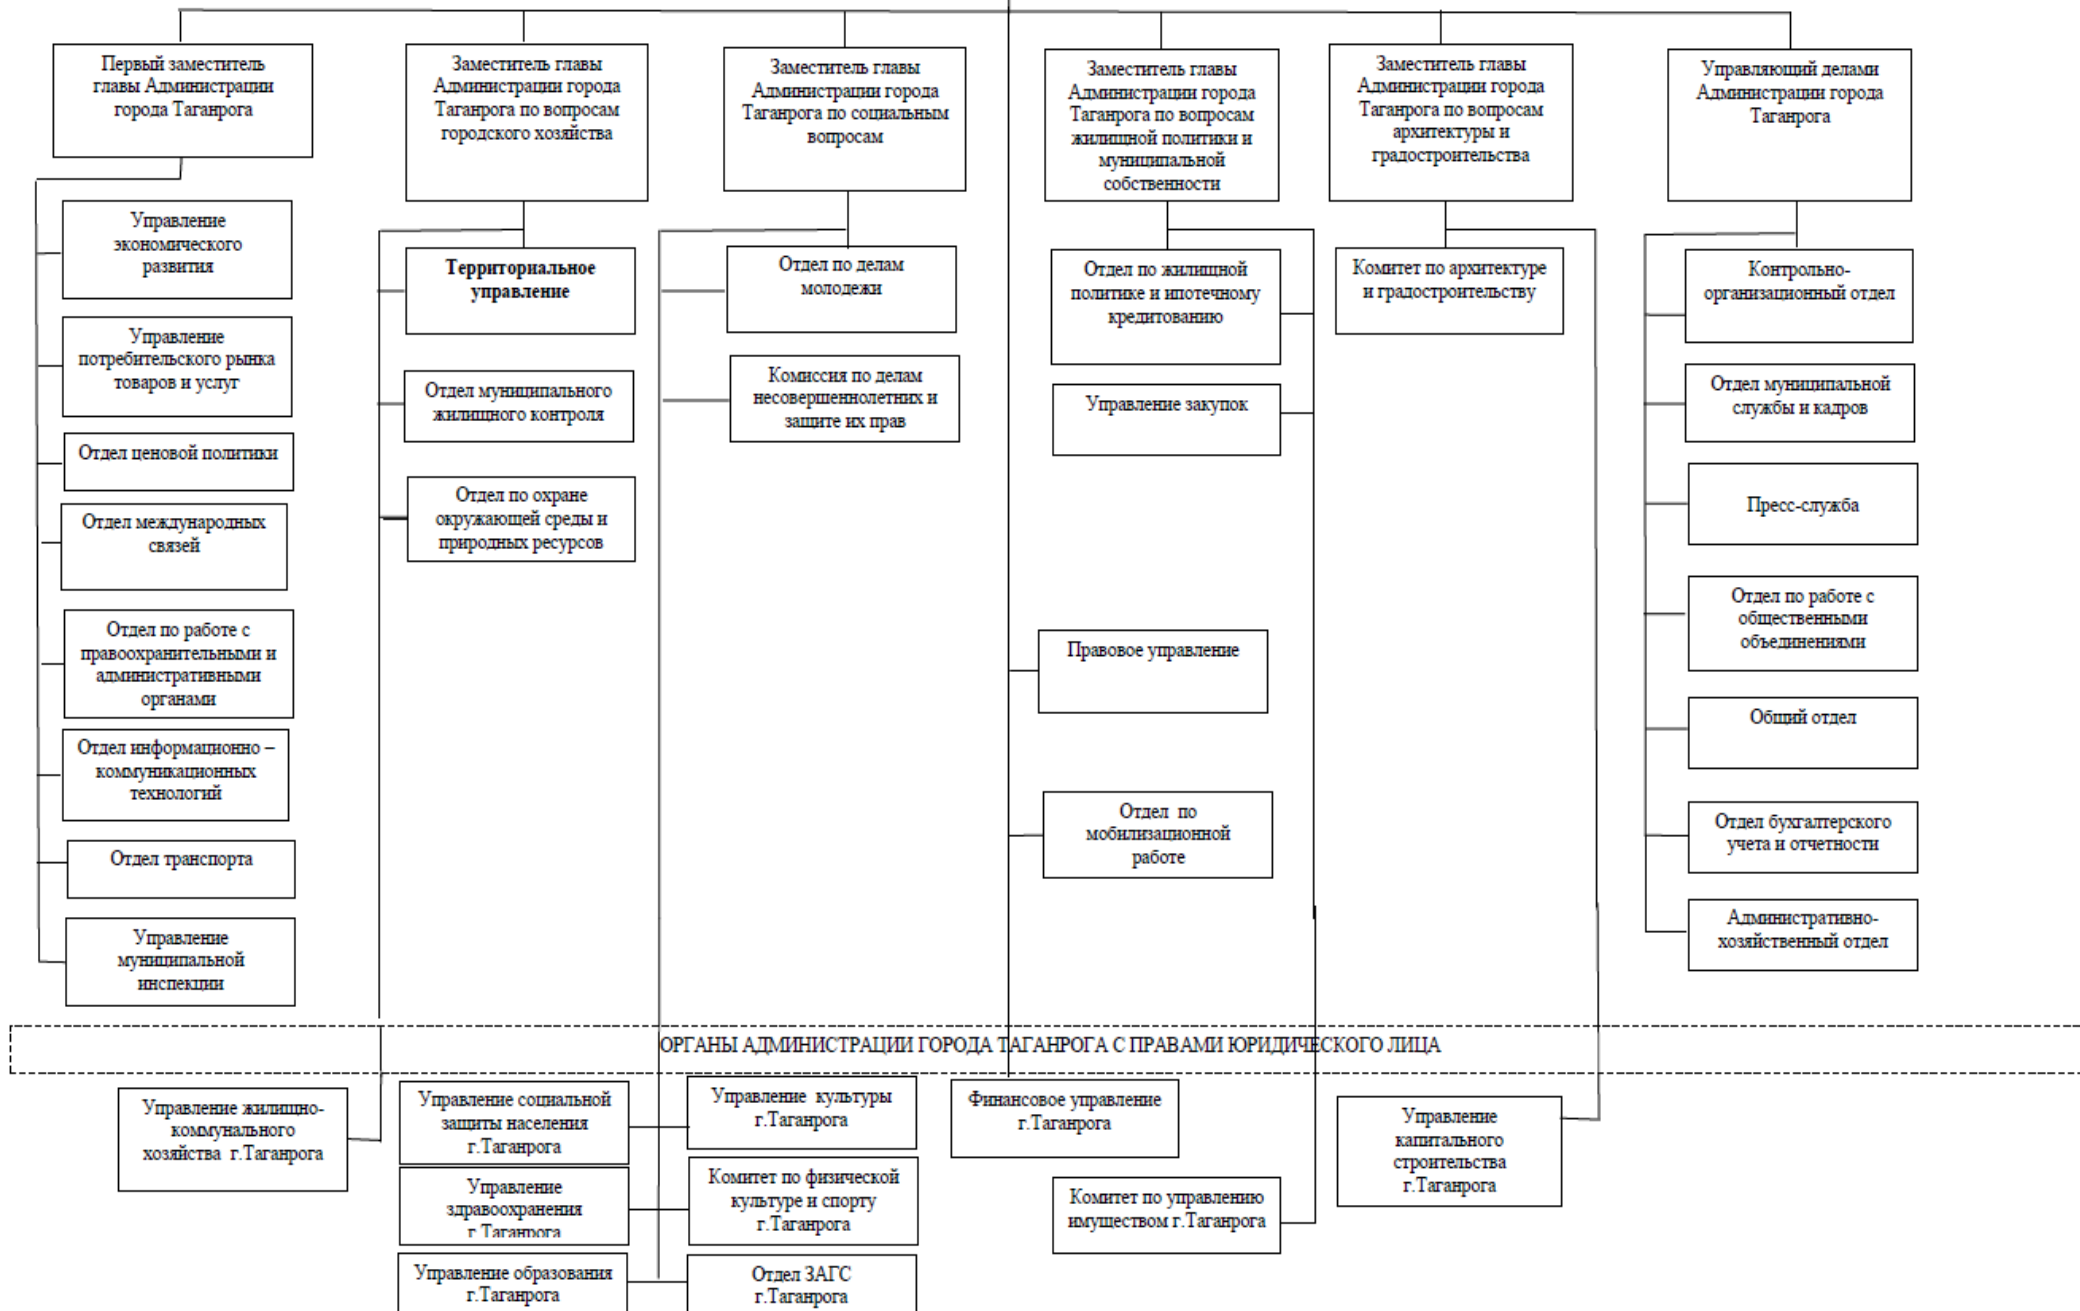 Первый заместитель
главы Администрации
города Таганрога
Заместитель главы
Администрации города
Таганрога по вопросам
городского хозяйства
Заместитель главы
Администрации города
Таганрога по социальным
вопросам
Заместитель главы
Администрации города
Таганрога по вопросам
жилищной политики и
муниципальной
собственности
Заместитель главы
Администрации города
Таганрога по вопросам
архитектуры и
градостроительства
Управляющий делами
Администрации города
Таганрога
Управление
экономического
развития
Управление
потребительского рынка
товаров и услуг
Отдел ценовой политики
Отдел международных
связей
Отдел по работе с
правоохранительными и
административными
органами
Отдел информационно –
коммуникационных
технологий
Отдел транспорта
Управление
муниципальной
инспекции
Территориальное
управление
Отдел муниципального
жилищного контроля
Отдел по охране
окружающей среды и
природных ресурсов
Отдел по делам
молодежи
Комиссия по делам
несовершеннолетних и
защите их прав
Отдел по жилищной
политике и ипотечному
кредитованию
Управление закупок
Правовое управление
Отдел по
мобилизационной
работе
Комитет по архитектуре
и градостроительству
Контрольно-
организационный отдел
Отдел муниципальной
службы и кадров
Пресс-служба
Отдел по работе с
общественными
объединениями
Общий отдел
Отдел бухгалтерского
учета и отчетности
Административно-
хозяйственный отдел
ОРГАНЫ АДМИНИСТРАЦИИ ГОРОДА ТАГАНРОГА С ПРАВАМИ ЮРИДИЧЕСКОГО ЛИЦА
Управление жилищно-
коммунального
хозяйства г.Таганрога
Управление социальной
защиты населения
г.Таганрога
Управление
здравоохранения
г.Таганрога
Управление образования
г.Таганрога
Управление культуры
г.Таганрога
Комитет по физической
культуре и спорту
г.Таганрога
Отдел ЗАГС
г.Таганрога
Финансовое управление
г.Таганрога
Комитет по управлению
имуществом г.Таганрога
Управление
капитального
строительства
г.Таганрога